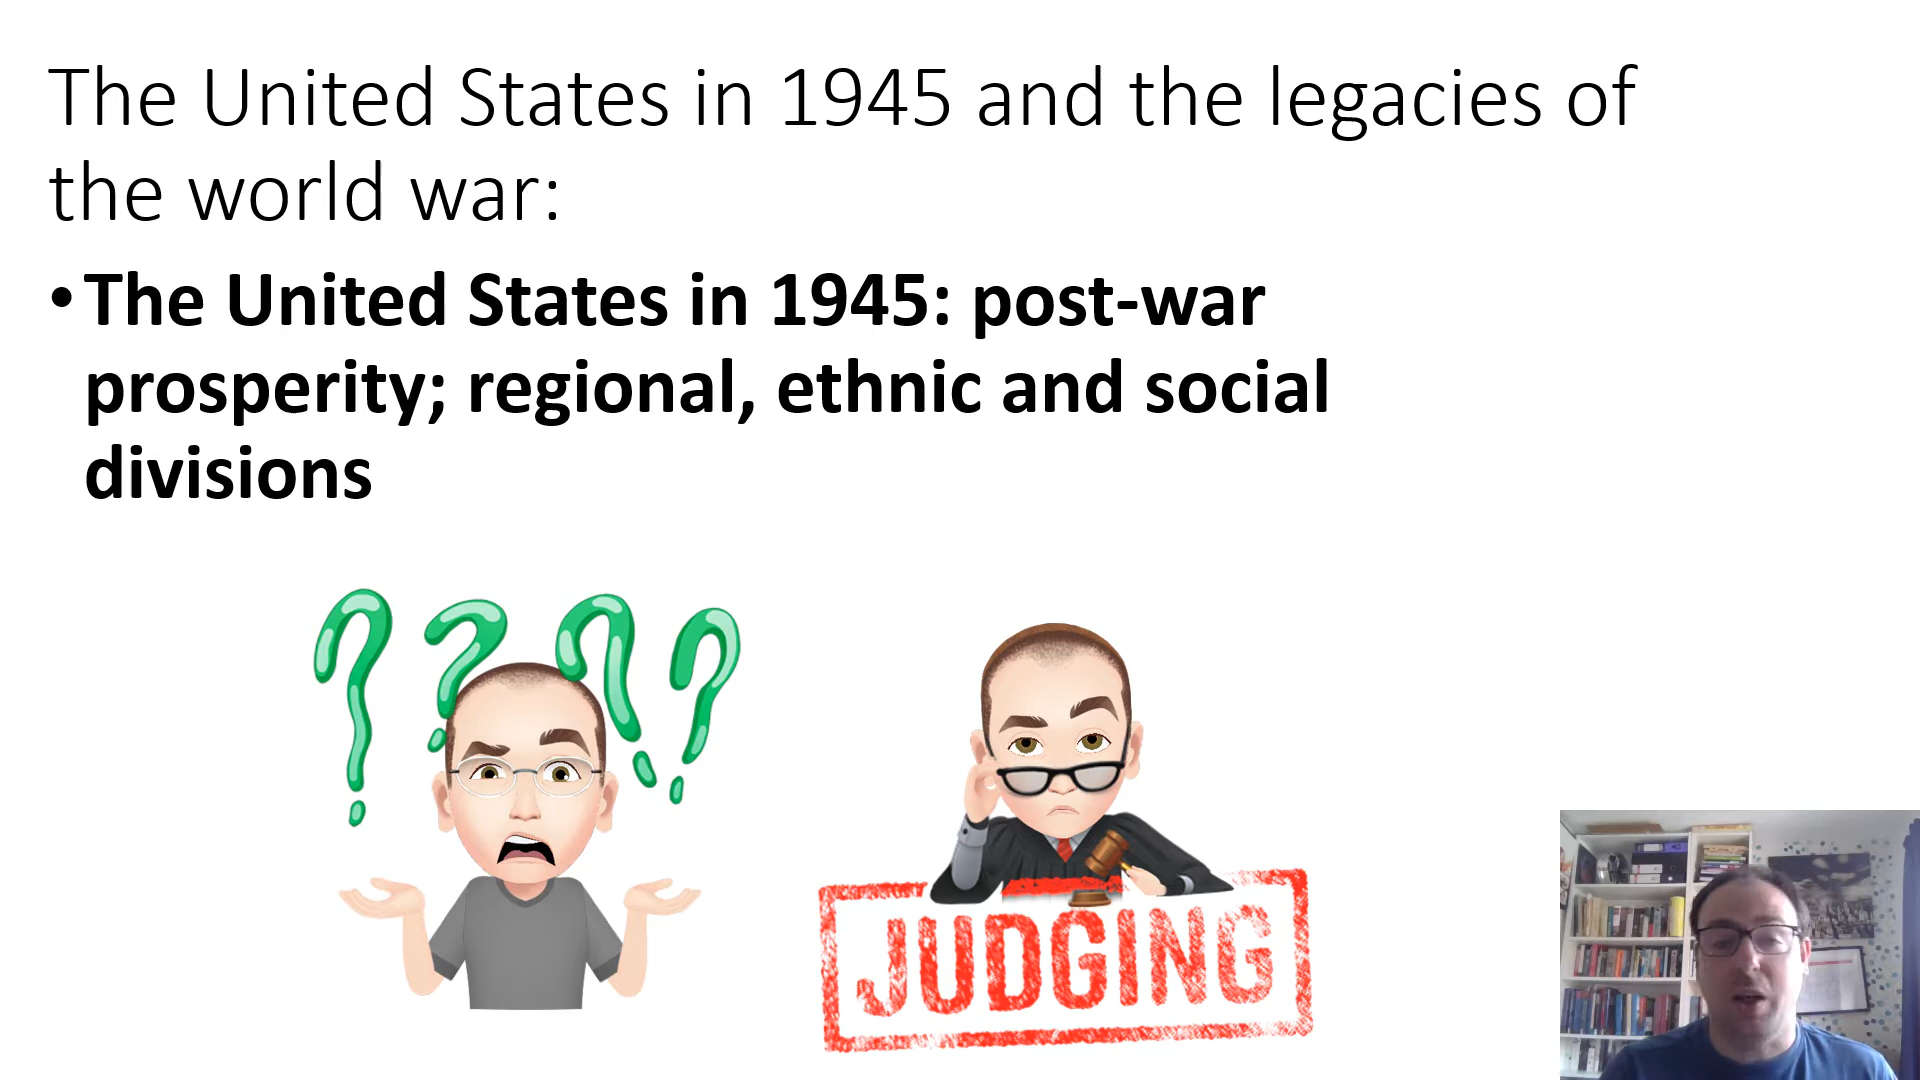 The United States in 1945 and the legacies of
the world war:
•The United States in 1945: post-war
prosperity; regional, ethnic and social
divisions
JUDGING